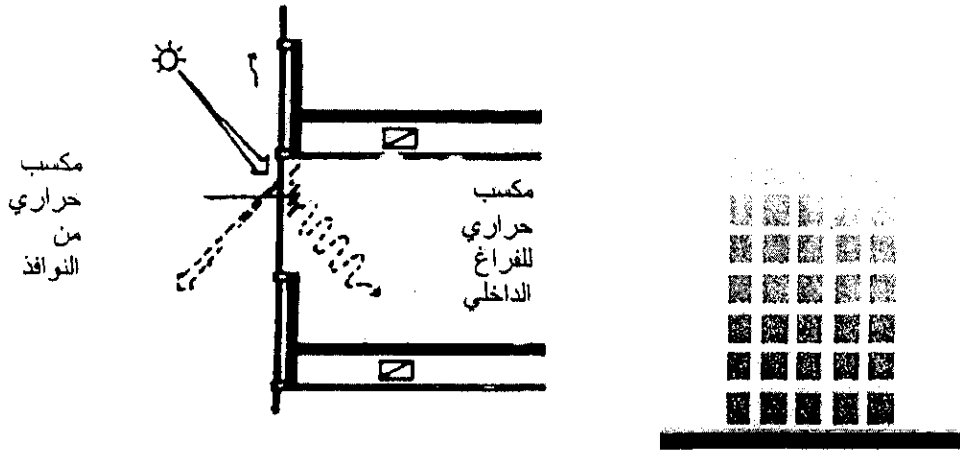 مكسب
حراري
من
النوافذ
مكسب
حراري
للفراغ
الداخلي